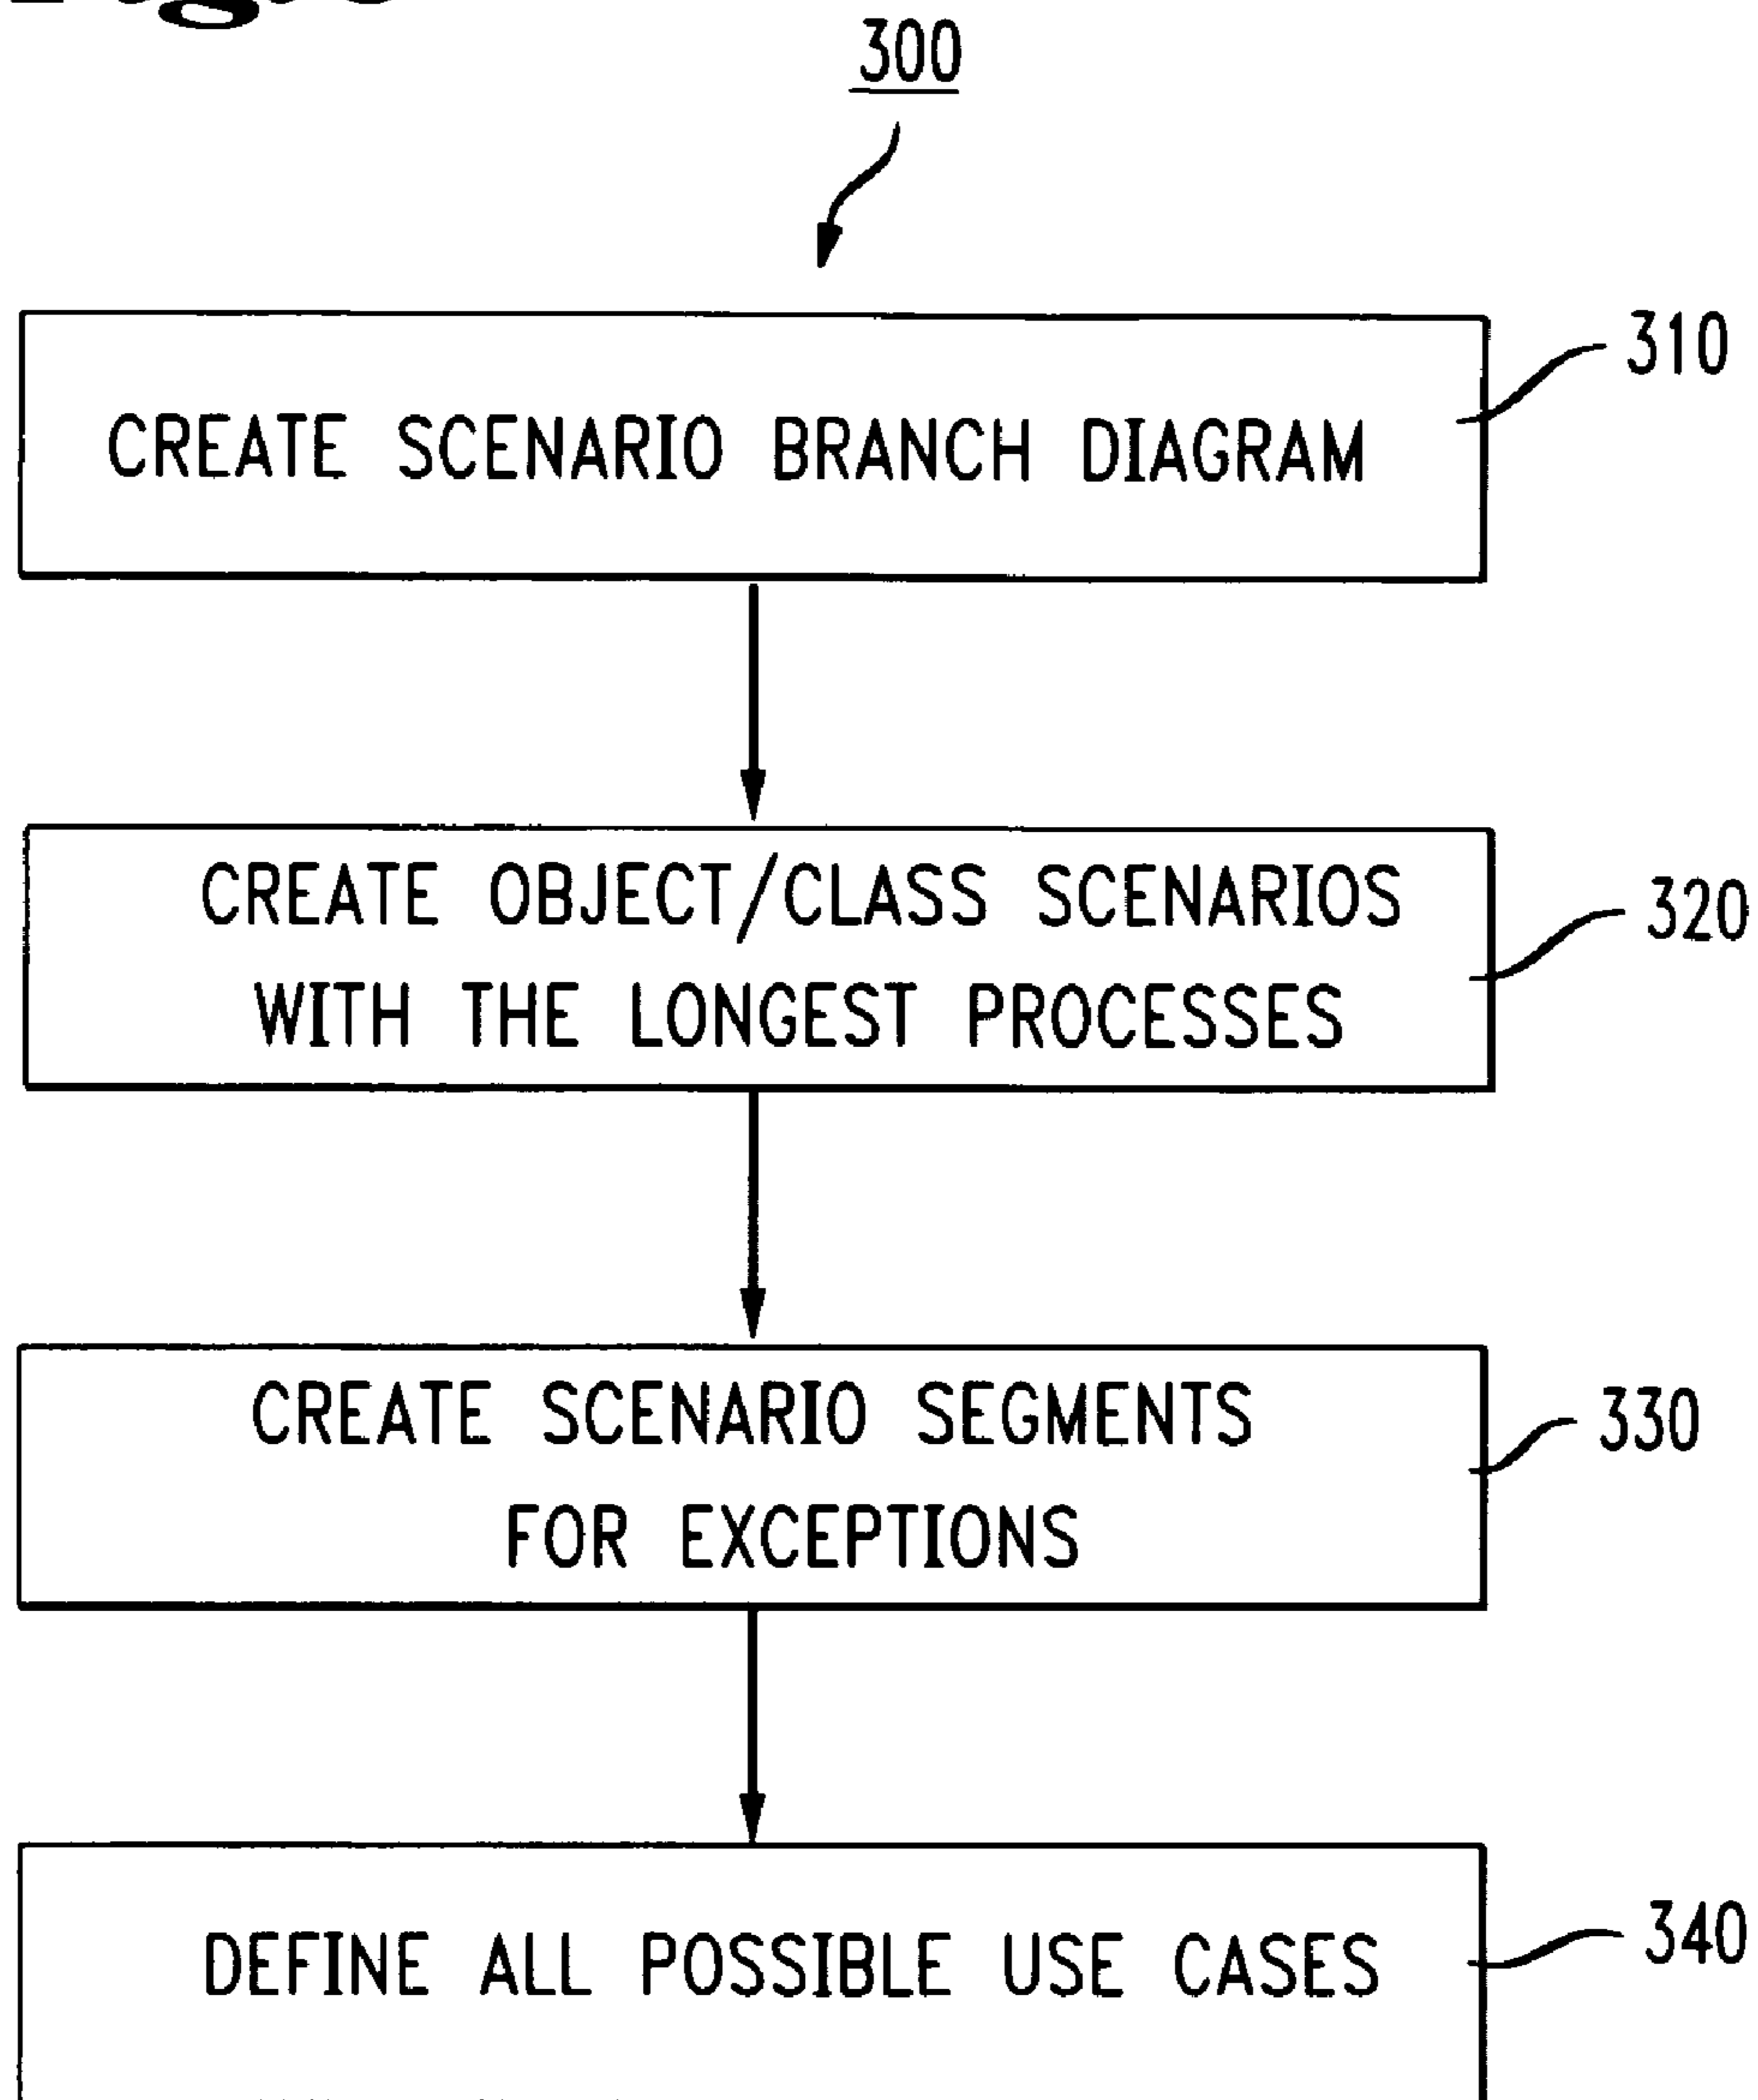 300
310
CREATE SCENARIO BRANCH DIAGRAM
CREATE OBJECT/CLASS SCENARIOS
320
WITH THE LONGEST PROCESSES
CREATE SCENARIO SEGMENTS
330
FOR EXCEPTIONS
340
DEFINE ALL POSSIBLE USE CASES